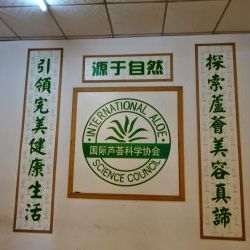 源于自然
探索蘆薈美容真諦
引領完美健康生活
INTERNATIONAL ALOE
国际芦荟科学协会
SCIENCE COUNCIL